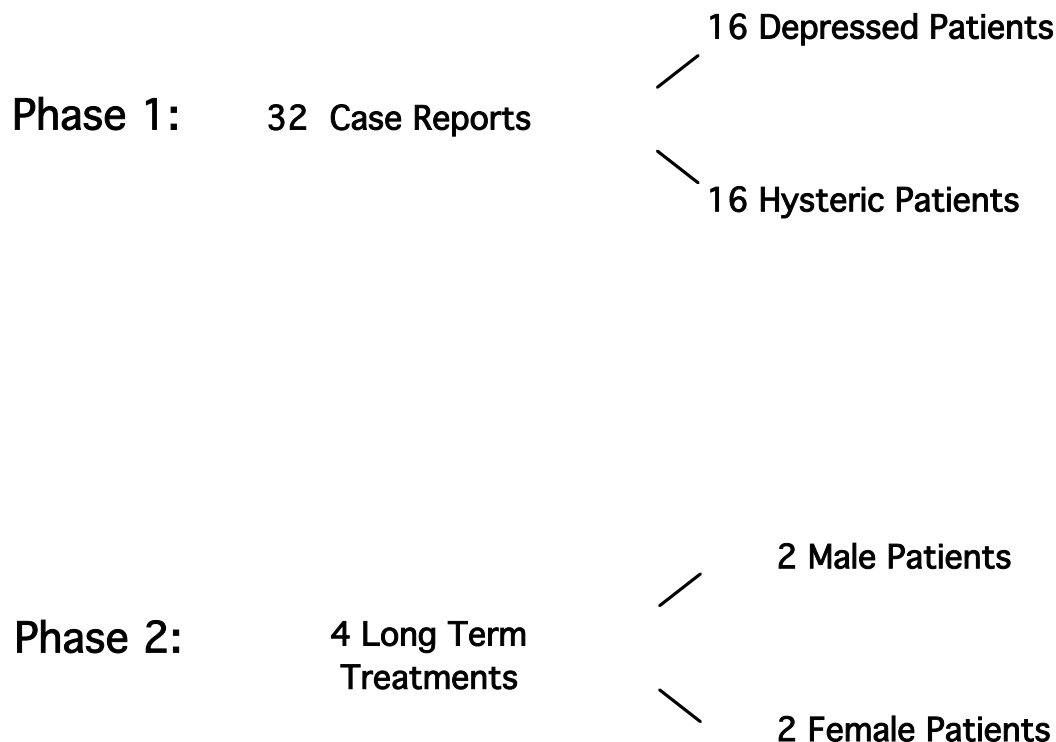 16 Depressed Patients
Phase 1: 32 Case Reports
16 Hysteric Patients
2 Male Patients
Phase 2: 4 Long Term
Treatments
2 Female Patients